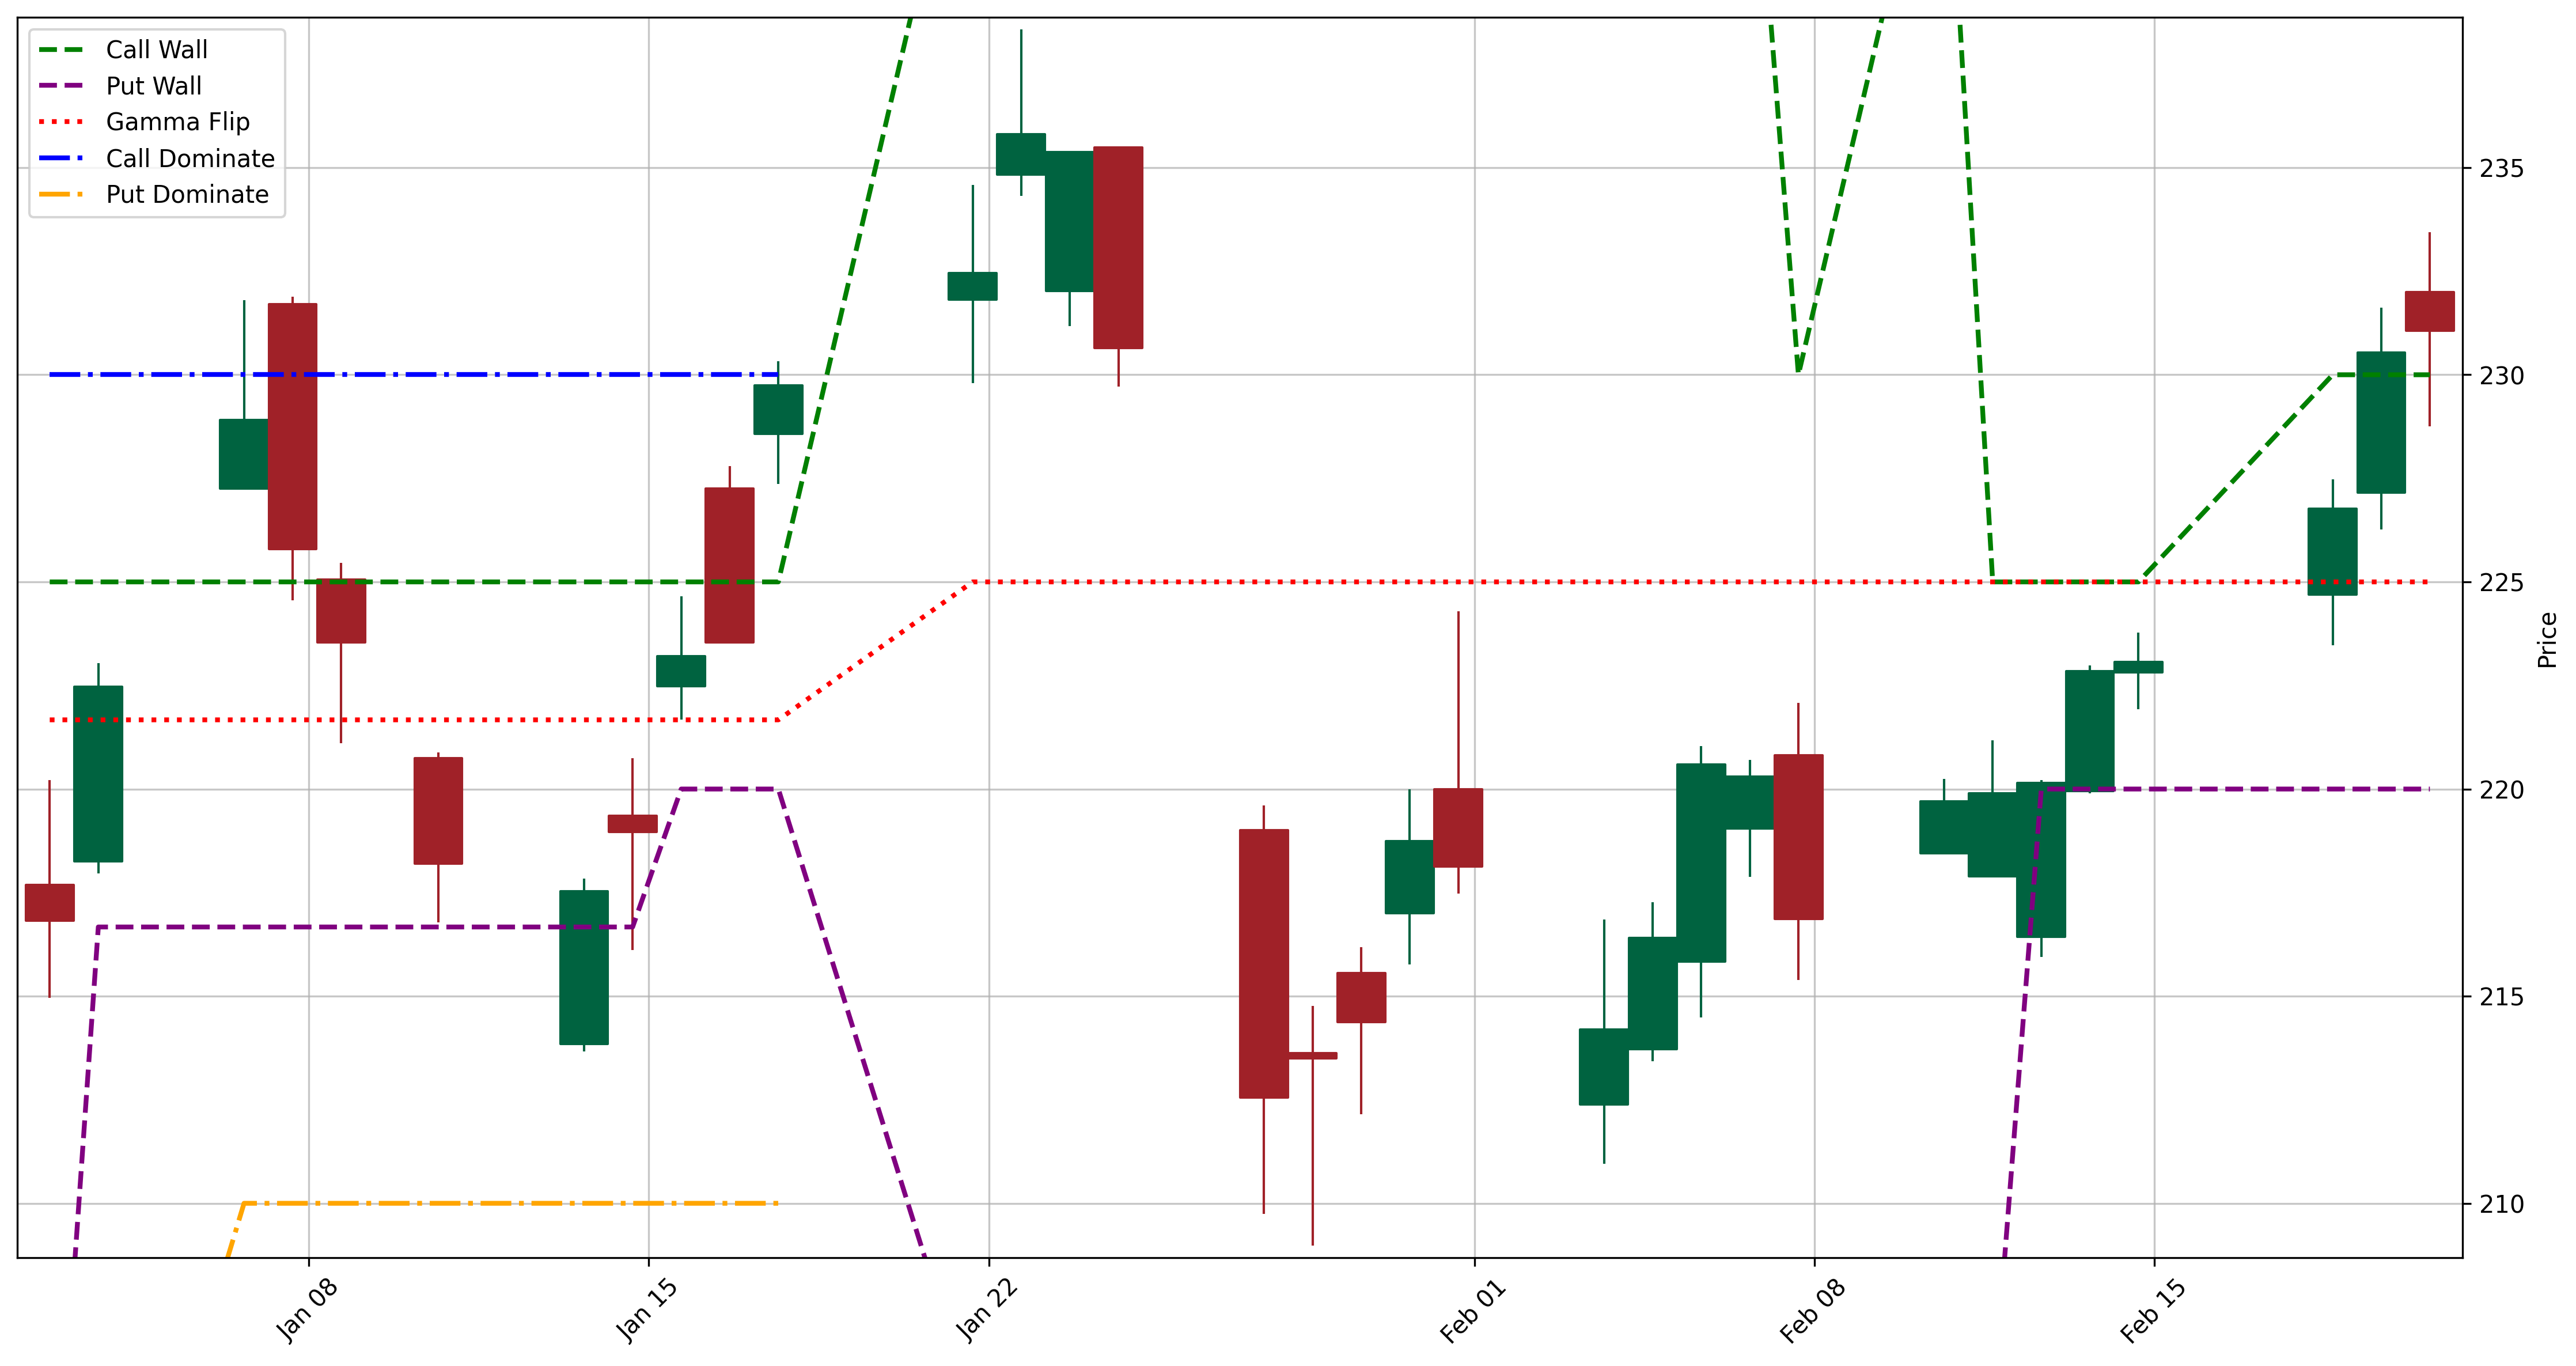 Call Wall
Put Wall
Gamma Flip
Call Dominate
Put Dominate
235
230
225
220
215
210
Price
Jan 08
Jan 15
Jan 22
Feb 01
Feb 08
Feb 15